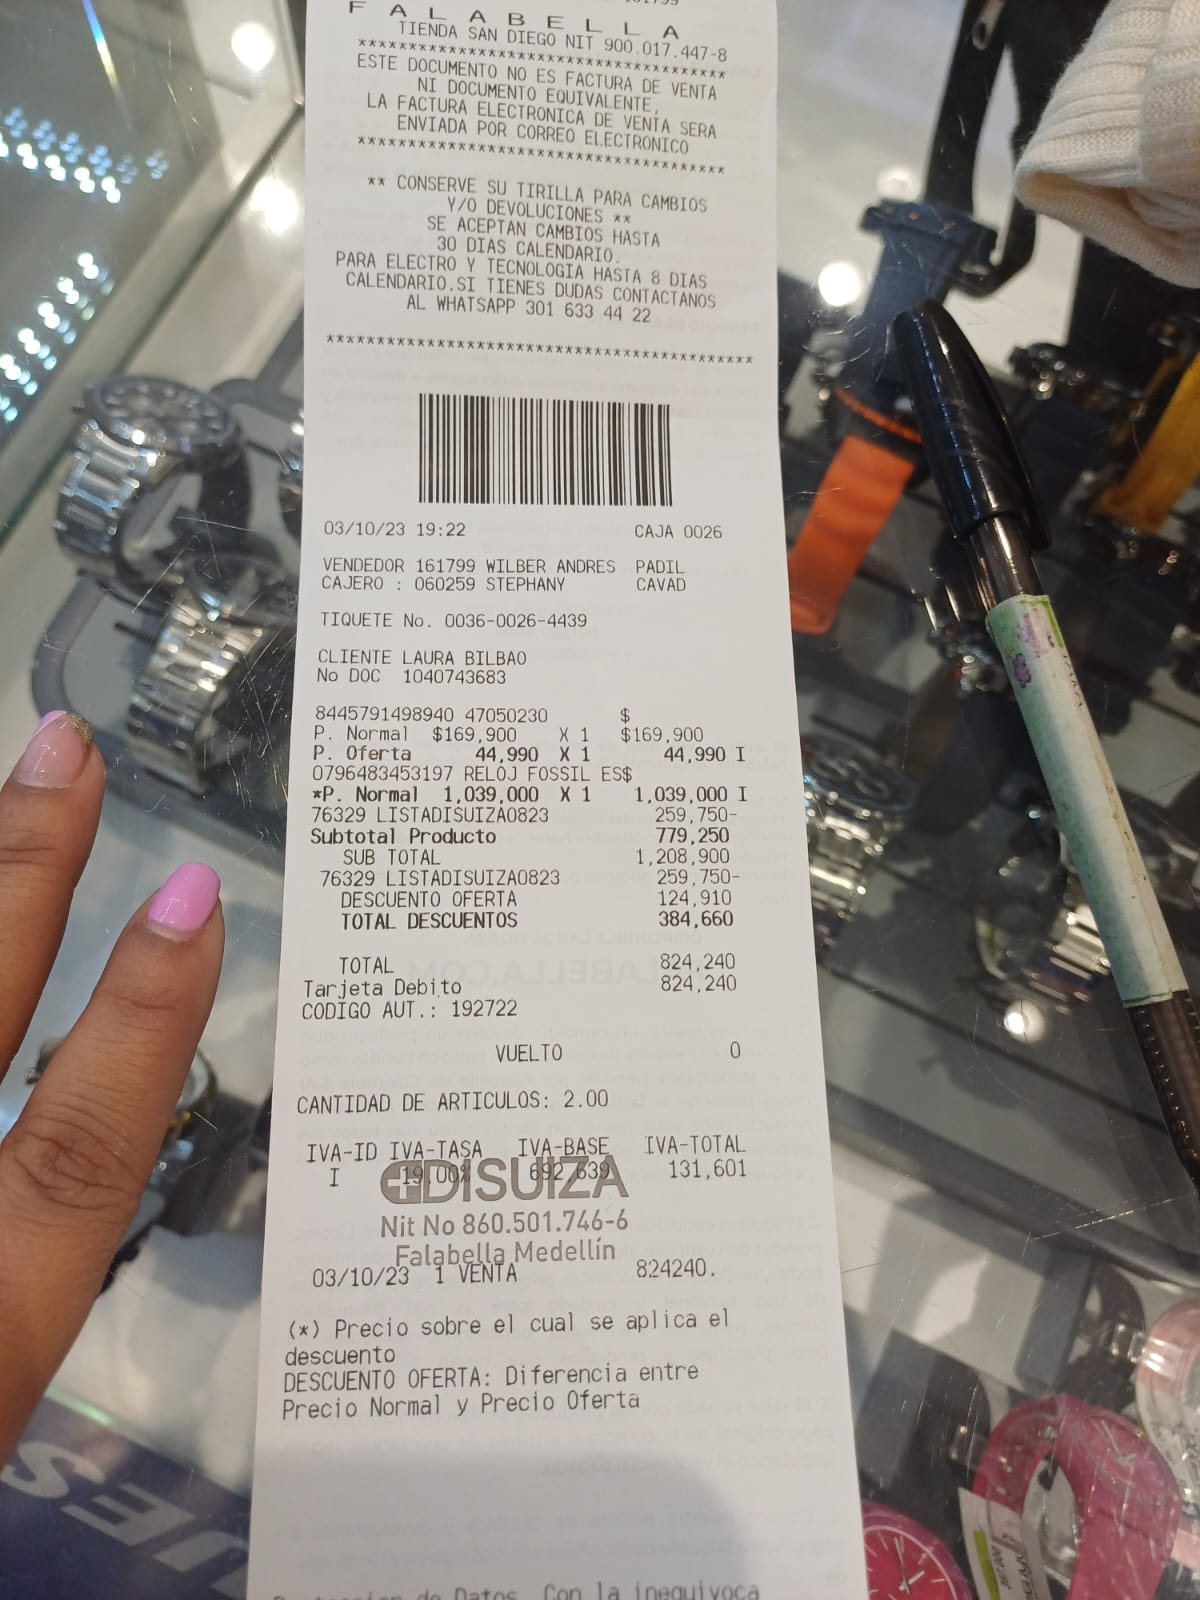 F A L A B E L L A
TIENDA SAN DIEGO NIT 900.017.447-8
****************************************
ESTE DOCUMENTO NO ES FACTURA DE VENTA
NI DOCUMENTO EQUIVALENTE,
LA FACTURA ELECTRONICA DE VENTA SERA
ENVIADA POR CORREO ELECTRONICO
****************************************
** CONSERVE SU TIRILLA PARA CAMBIOS
Y/O DEVOLUCIONES **
SE ACEPTAN CAMBIOS HASTA
30 DIAS CALENDARIO.
PARA ELECTRO Y TECNOLOGIA HASTA 8 DIAS
CALENDARIO.SI TIENES DUDAS CONTACTANOS
AL WHATSAPP 301 633 44 22
****************************************
03/10/23 19:22 CAJA 0026
VENDEDOR 161799 WILBER ANDRES PADIL
CAJERO : 060259 STEPHANY CAVAD
TIQUETE No. 0036-0026-4439
CLIENTE LAURA BILBAO
No DOC 1040743683
8445791498940 47050230 $
P. Normal $169,900 X 1 $169,900
P. Oferta 44,990 X 1 44,990 I
0796483453197 RELOJ FOSSIL ES$
*P. Normal 1,039,000 X 1 1,039,000 I
76329 LISTADISUIZA0823 259,750-
Subtotal Producto 779,250
SUB TOTAL 1,208,900
76329 LISTADISUIZA0823 259,750-
DESCUENTO OFERTA 124,910
TOTAL DESCUENTOS 384,660
TOTAL 824,240
Tarjeta Debito 824,240
CODIGO AUT.: 192722
VUELTO 0
CANTIDAD DE ARTICULOS: 2.00
IVA-ID IVA-TASA IVA-BASE IVA-TOTAL
I 19.00% 692,639 131,601
DISUIZA
Nit No 860.501.746-6
Falabella Medellín
03/10/23 1 VENTA 824240.
(*) Precio sobre el cual se aplica el
descuento
DESCUENTO OFERTA: Diferencia entre
Precio Normal y Precio Oferta
de Datos. Con la inequivoca